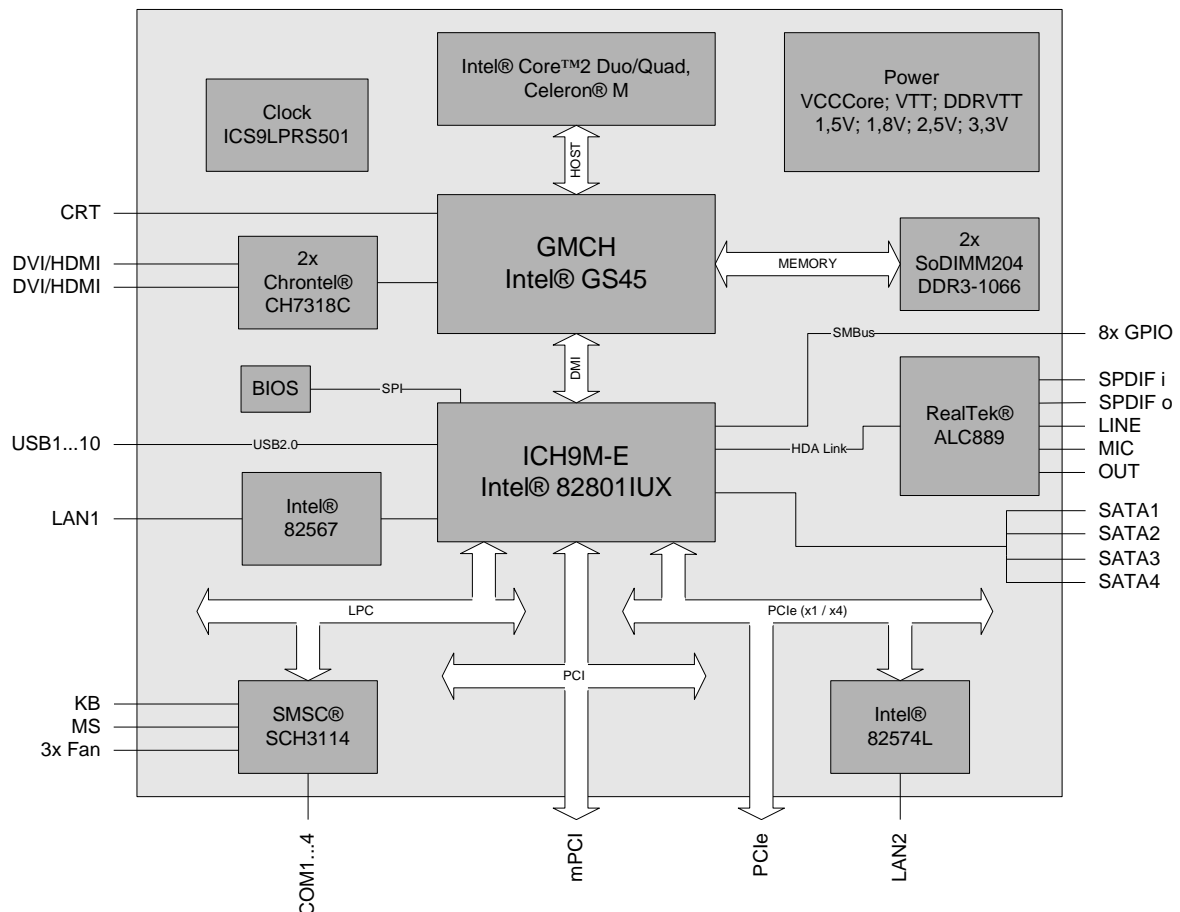 Intel® Core™2 Duo/Quad,
Celeron® M
Power
VCCCore; VTT; DDRVTT
1,5V; 1,8V; 2,5V; 3,3V
Clock
ICS9LPRS501
HOST
CRT
GMCH
Intel® GS45
DVI/HDMI
DVI/HDMI
2x
Chrontel®
CH7318C
MEMORY
2x
SoDIMM204
DDR3-1066
SMBus
8x GPIO
DMI
BIOS
SPI
RealTek®
ALC889
SPDIF i
SPDIF o
LINE
MIC
OUT
USB1...10
USB2.0
ICH9M-E
Intel® 82801IUX
HDA Link
LAN1
Intel®
82567
SATA1
SATA2
SATA3
SATA4
LPC
PCIe (x1 / x4)
PCI
KB
MS
3x Fan
SMSC®
SCH3114
Intel®
82574L
COM1...4
mPCI
PCIe
LAN2